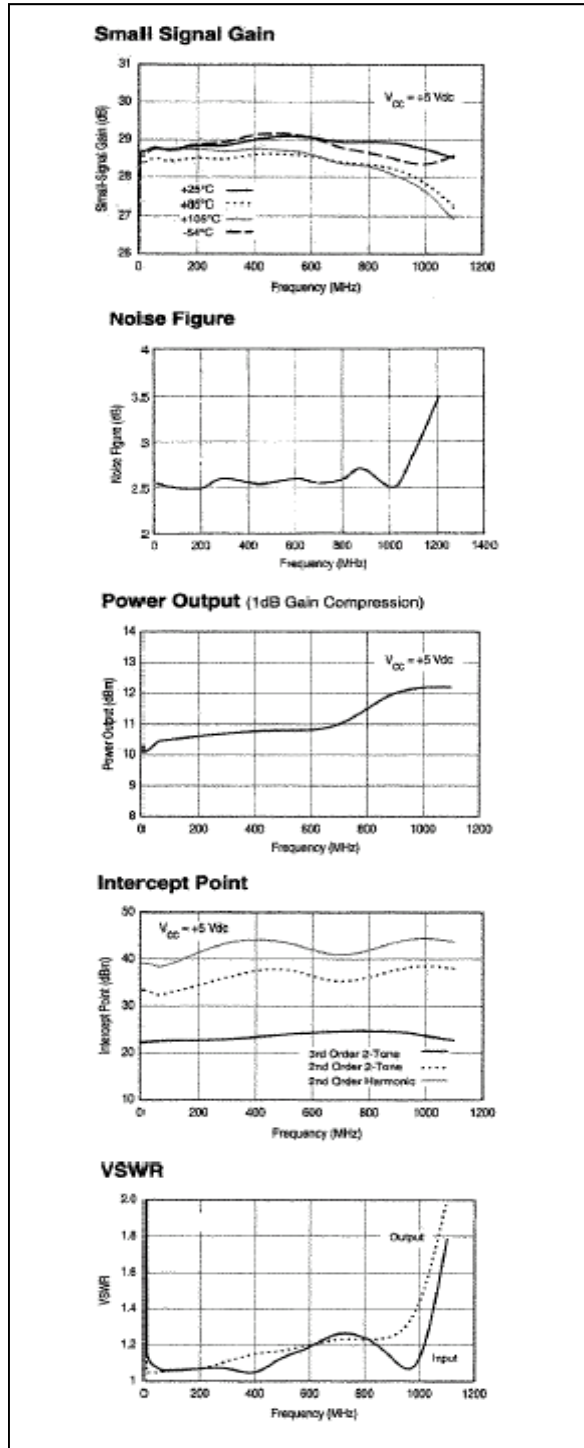 Small Signal Gain
31
30
29
28
27
26
Small-Signal Gain (dB)
VCC = +5 Vdc
+25°C
+85°C
+105°C
-54°C
0 200 400 600 800 1000 1200
Frequency (MHz)
Noise Figure
4
3.5
3
2.5
2
Noise Figure (dB)
0 200 400 600 800 1000 1200 1400
Frequency (MHz)
Power Output (1dB Gain Compression)
14
13
12
11
10
9
8
Power Output (dBm)
VCC = +5 Vdc
0 200 400 600 800 1000 1200
Frequency (MHz)
Intercept Point
50
40
30
20
10
Intercept Point (dBm)
VCC = +5 Vdc
3rd Order 2-Tone
2nd Order 2-Tone
2nd Order Harmonic
0 200 400 600 800 1000 1200
Frequency (MHz)
VSWR
2.0
1.8
1.6
1.4
1.2
1
VSWR
Output
Input
0 200 400 600 800 1000 1200
Frequency (MHz)